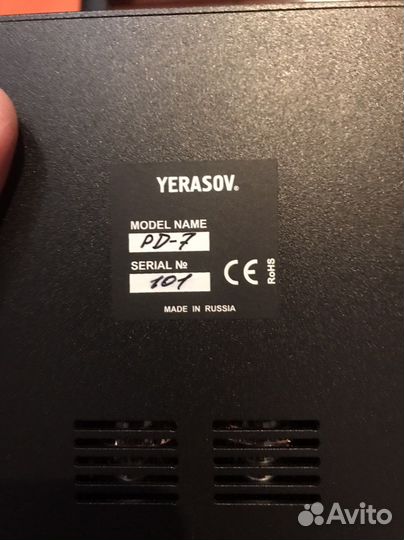 YERASOV®
MODEL NAME
PD-7
SERIAL №
101
CE
RoHS
MADE IN RUSSIA
Avito